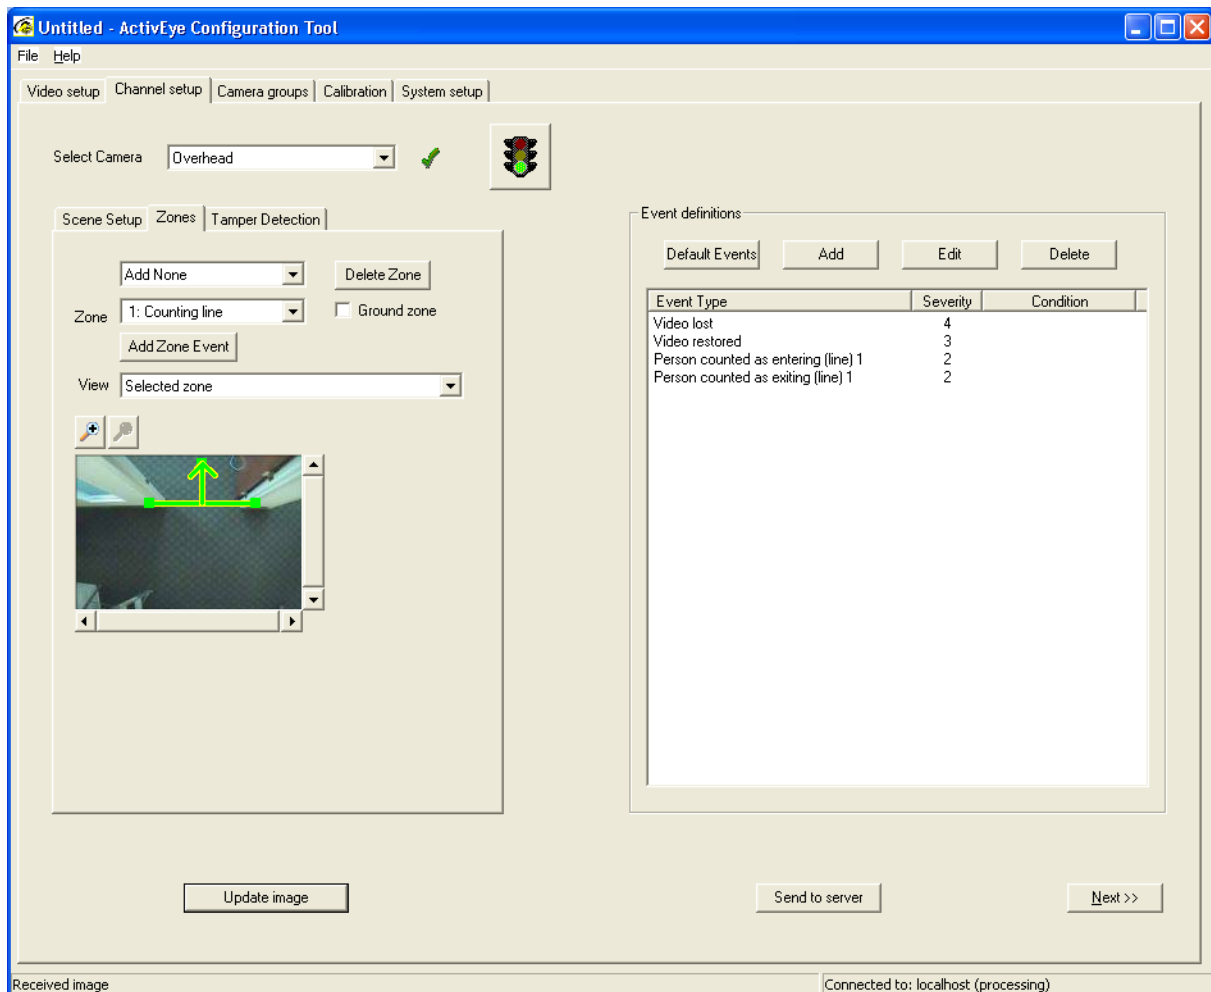 Untitled - ActivEye Configuration Tool
File Help
Video setup Channel setup Camera groups Calibration System setup
Select Camera Overhead
Scene Setup Zones Tamper Detection
Add None Delete Zone
Zone 1: Counting line Ground zone
Add Zone Event
View Selected zone
Event definitions
Default Events Add Edit Delete
Event Type Severity Condition
Video lost 4
Video restored 3
Person counted as entering (line) 1 2
Person counted as exiting (line) 1 2
Update image Send to server Next >>
Received image Connected to: localhost (processing)